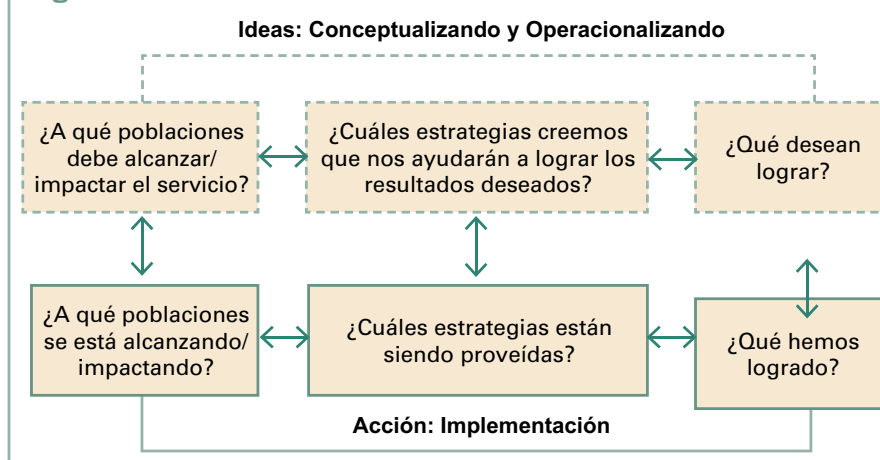 Ideas: Conceptualizando y Operacionalizando
¿A qué poblaciones
debe alcanzar/
impactar el servicio?
¿Cuáles estrategias creemos
que nos ayudarán a lograr los
resultados deseados?
¿Qué desean
lograr?
¿A qué poblaciones
se está alcanzando/
impactando?
¿Cuáles estrategias están
siendo proveídas?
¿Qué hemos
logrado?
Acción: Implementación